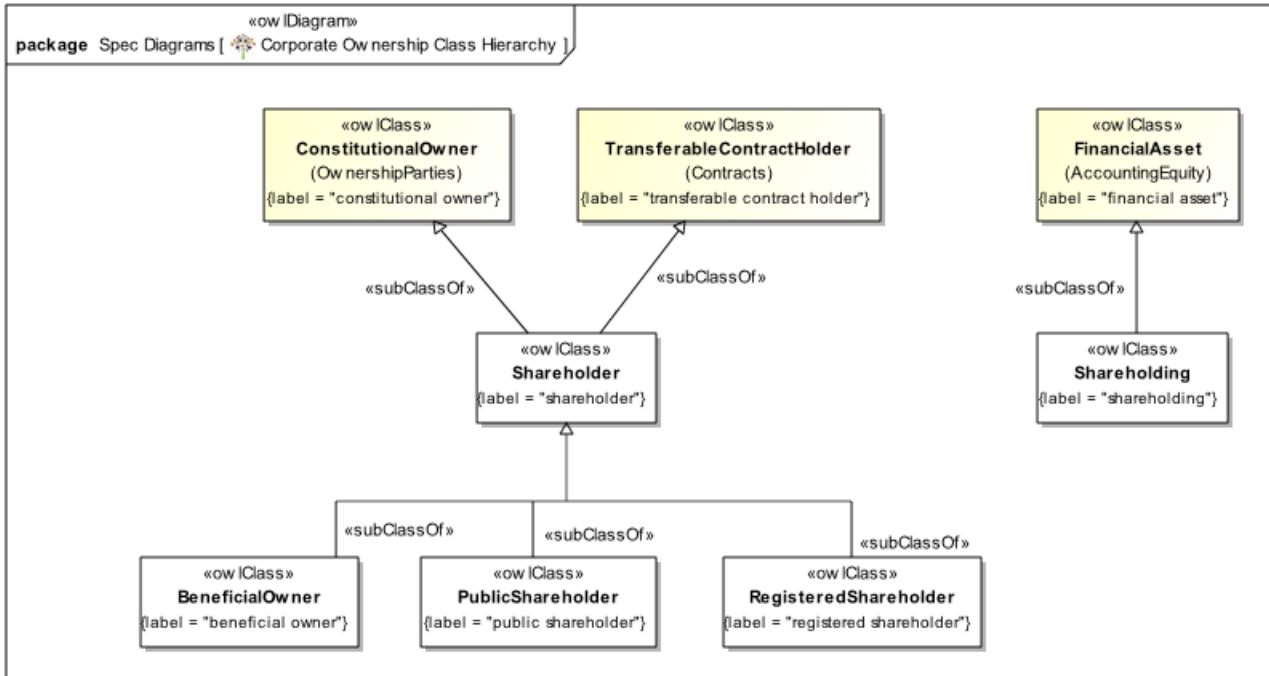 «owlDiagram»
package Spec Diagrams [ Corporate Ownership Class Hierarchy ]
«owlClass»
ConstitutionalOwner
(OwnershipParties)
{label = "constitutional owner"}
«owlClass»
TransferableContractHolder
(Contracts)
{label = "transferable contract holder"}
«owlClass»
FinancialAsset
(AccountingEquity)
{label = "financial asset"}
«subClassOf»
«subClassOf»
«subClassOf»
«owlClass»
Shareholder
{label = "shareholder"}
«owlClass»
Shareholding
{label = "shareholding"}
«subClassOf»
«subClassOf»
«subClassOf»
«owlClass»
BeneficialOwner
{label = "beneficial owner"}
«owlClass»
PublicShareholder
{label = "public shareholder"}
«owlClass»
RegisteredShareholder
{label = "registered shareholder"}